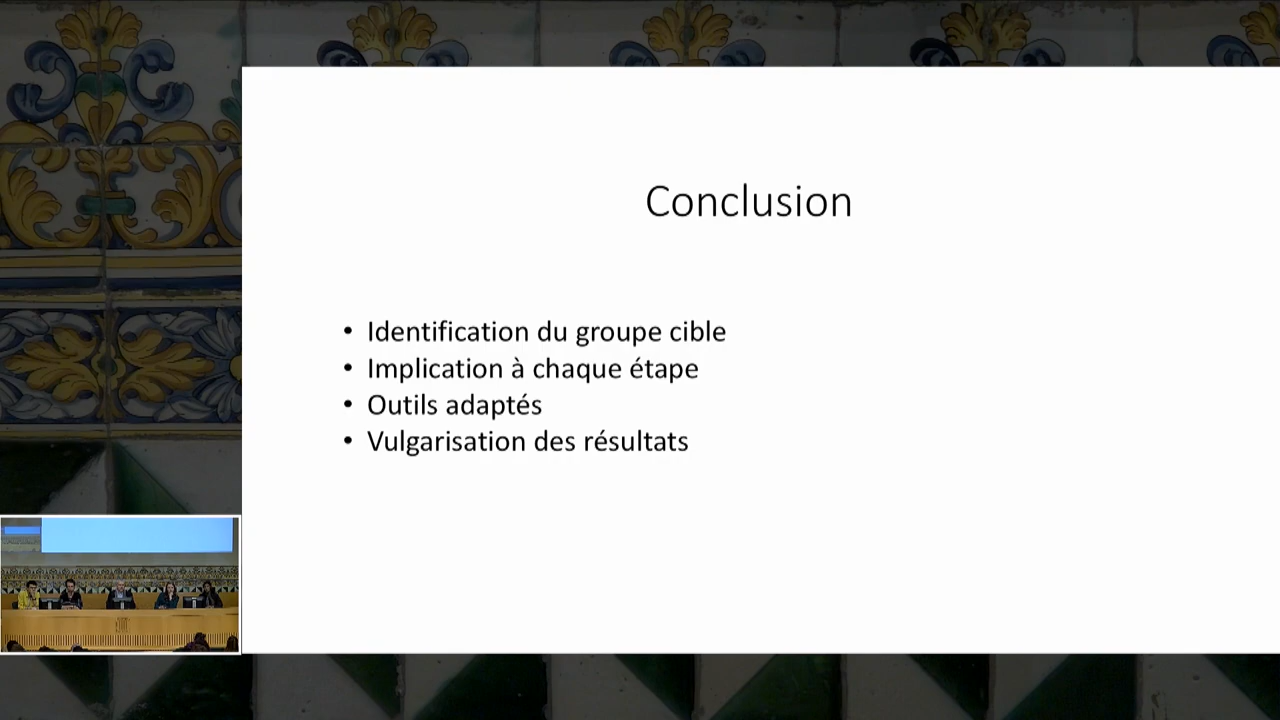 Conclusion
• Identification du groupe cible
• Implication à chaque étape
• Outils adaptés
• Vulgarisation des résultats